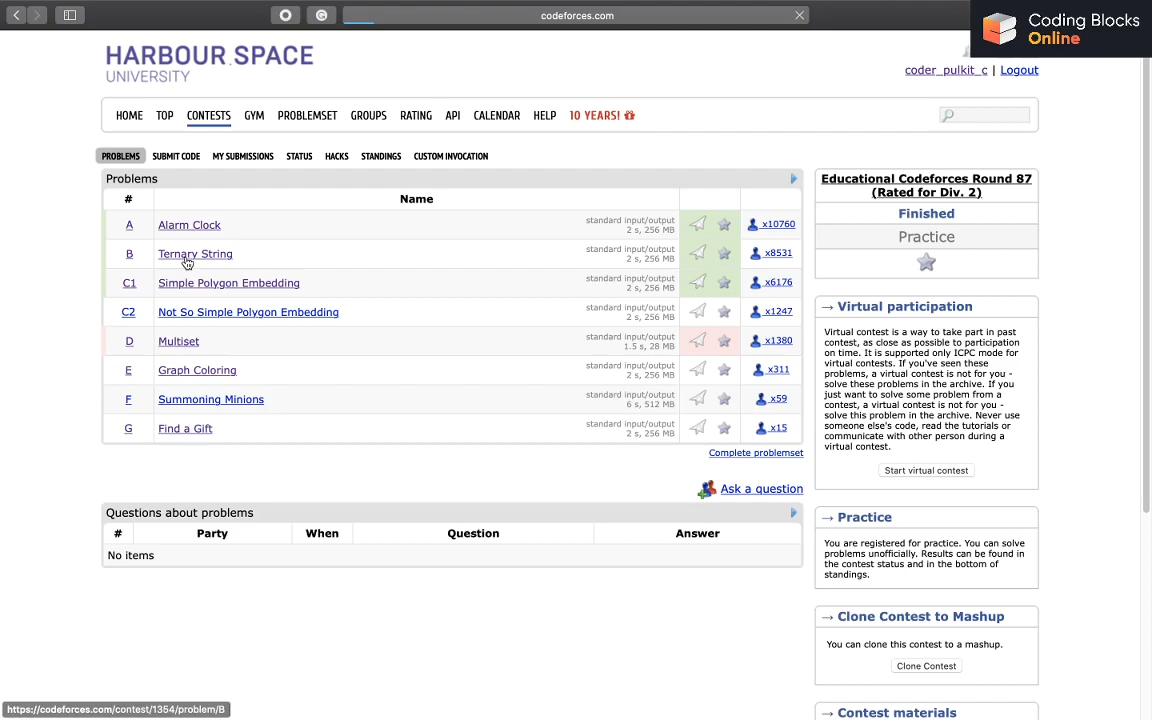 codeforces.com
Coding Blocks
Online
HARBOUR.SPACE
UNIVERSITY
coder_pulkit_c | Logout
HOME TOP CONTESTS GYM PROBLEMSET GROUPS RATING API CALENDAR HELP 10 YEARS!
PROBLEMS SUBMIT CODE MY SUBMISSIONS STATUS HACKS STANDINGS CUSTOM INVOCATION
Problems
# Name
A Alarm Clock standard input/output 2 s, 256 MB x10760
B Ternary String standard input/output 2 s, 256 MB x8531
C1 Simple Polygon Embedding standard input/output 2 s, 256 MB x6176
C2 Not So Simple Polygon Embedding standard input/output 2 s, 256 MB x1247
D Multiset standard input/output 1.5 s, 28 MB x1380
E Graph Coloring standard input/output 2 s, 256 MB x311
F Summoning Minions standard input/output 6 s, 512 MB x59
G Find a Gift standard input/output 2 s, 256 MB x15
Complete problemset
Ask a question
Questions about problems
# Party When Question Answer
No items
Educational Codeforces Round 87
(Rated for Div. 2)
Finished
Practice
→ Virtual participation
Virtual contest is a way to take part in past
contest, as close as possible to participation
on time. It is supported only ICPC mode for
virtual contests. If you've seen these
problems, a virtual contest is not for you -
solve these problems in the archive. If you
just want to solve some problem from a
contest, a virtual contest is not for you -
solve this problem in the archive. Never use
someone else's code, read the tutorials or
communicate with other person during a
virtual contest.
Start virtual contest
→ Practice
You are registered for practice. You can solve
problems unofficially. Results can be found in
the contest status and in the bottom of
standings.
→ Clone Contest to Mashup
You can clone this contest to a mashup.
Clone Contest
→ Contest materials
https://codeforces.com/contest/1354/problem/B